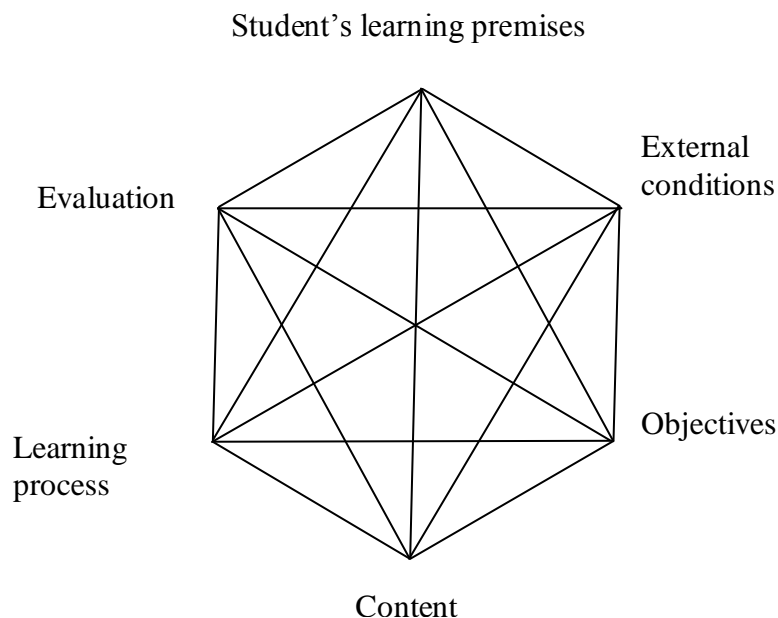 Student’s learning premises
External
conditions
Evaluation
Objectives
Learning
process
Content